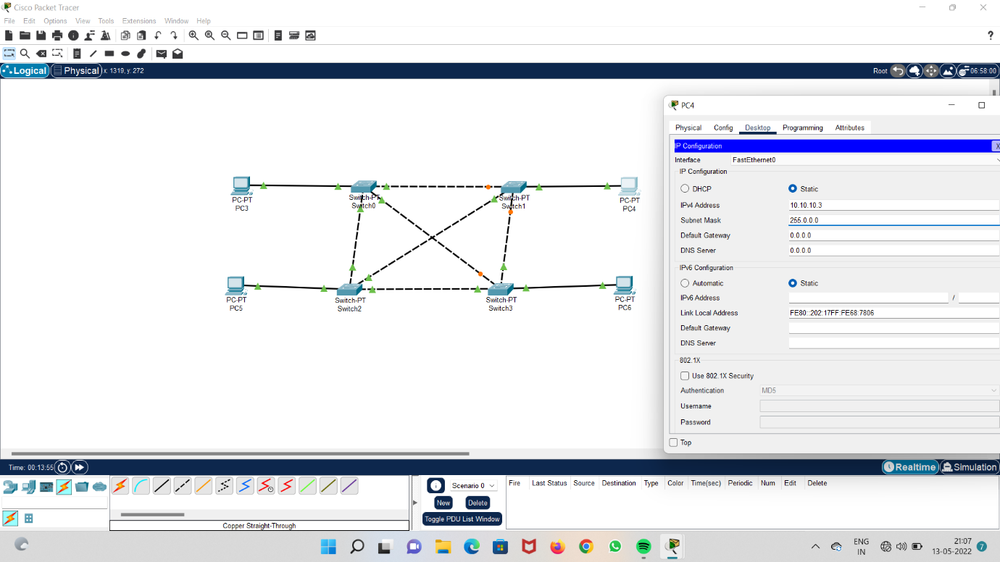 Cisco Packet Tracer
File Edit Options View Tools Extensions Window Help
?
Logical Physical x: 1319, y: 272 Root 06:58:00
PC4
Physical Config Desktop Programming Attributes
IP Configuration X
Interface FastEthernet0
IP Configuration
DHCP Static
IPv4 Address 10.10.10.3
Subnet Mask 255.0.0.0
Default Gateway 0.0.0.0
DNS Server 0.0.0.0
IPv6 Configuration
Automatic Static
IPv6 Address /
Link Local Address FE80::202:17FF:FE68:7806
Default Gateway
DNS Server
802.1X
Use 802.1X Security
Authentication MD5
Username
Password
Top
PC-PT
PC3
Switch-PT
Switch0
Switch-PT
Switch1
PC-PT
PC4
PC-PT
PC5
Switch-PT
Switch2
Switch-PT
Switch3
PC-PT
PC6
Time: 00:13:55 Realtime Simulation
Scenario 0
New Delete
Toggle PDU List Window
Fire Last Status Source Destination Type Color Time(sec) Periodic Num Edit Delete
Copper Straight-Through
ENG
IN
21:07
13-05-2022
7